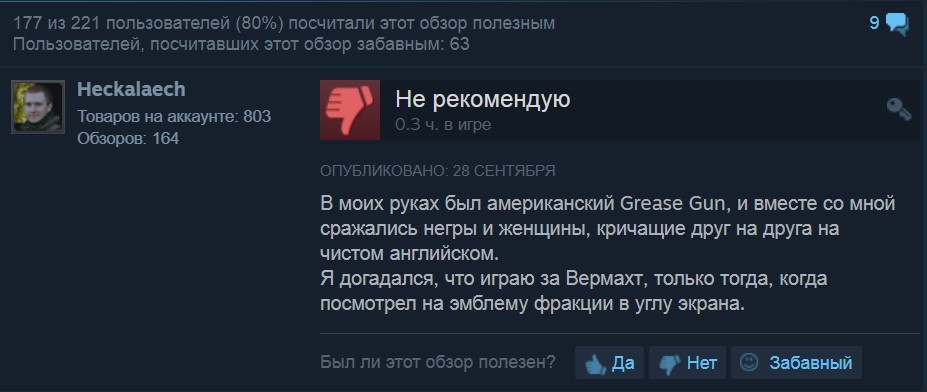 177 из 221 пользователей (80%) посчитали этот обзор полезным
9
Пользователей, посчитавших этот обзор забавным: 63
Heckalaech
Товаров на аккаунте: 803
Обзоров: 164
Не рекомендую
0.3 ч. в игре
ОПУБЛИКОВАНО: 28 СЕНТЯБРЯ
В моих руках был американский Grease Gun, и вместе со мной
сражались негры и женщины, кричащие друг на друга на
чистом английском.
Я догадался, что играю за Вермахт, только тогда, когда
посмотрел на эмблему фракции в углу экрана.
Был ли этот обзор полезен? Да Нет Забавный